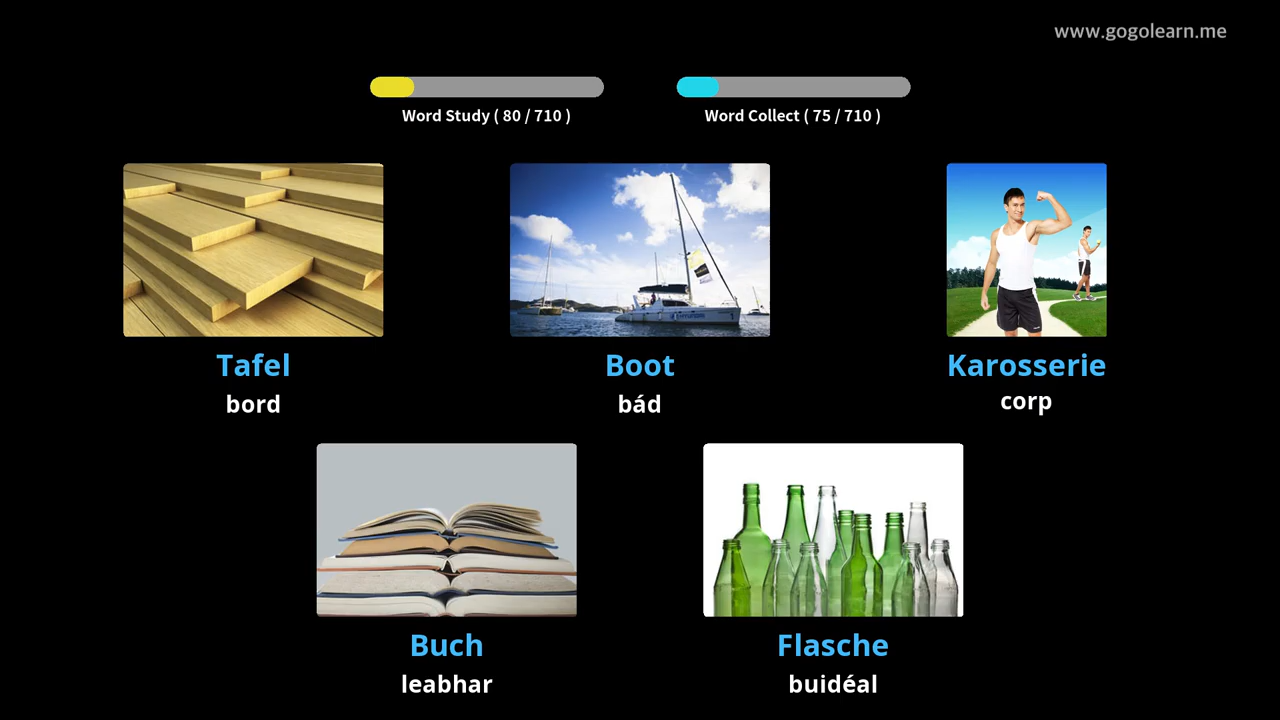 www.gogolearn.me
Word Study ( 80 / 710 )
Word Collect ( 75 / 710 )
Tafel
bord
Boot
bád
Karosserie
corp
Buch
leabhar
Flasche
buidéal